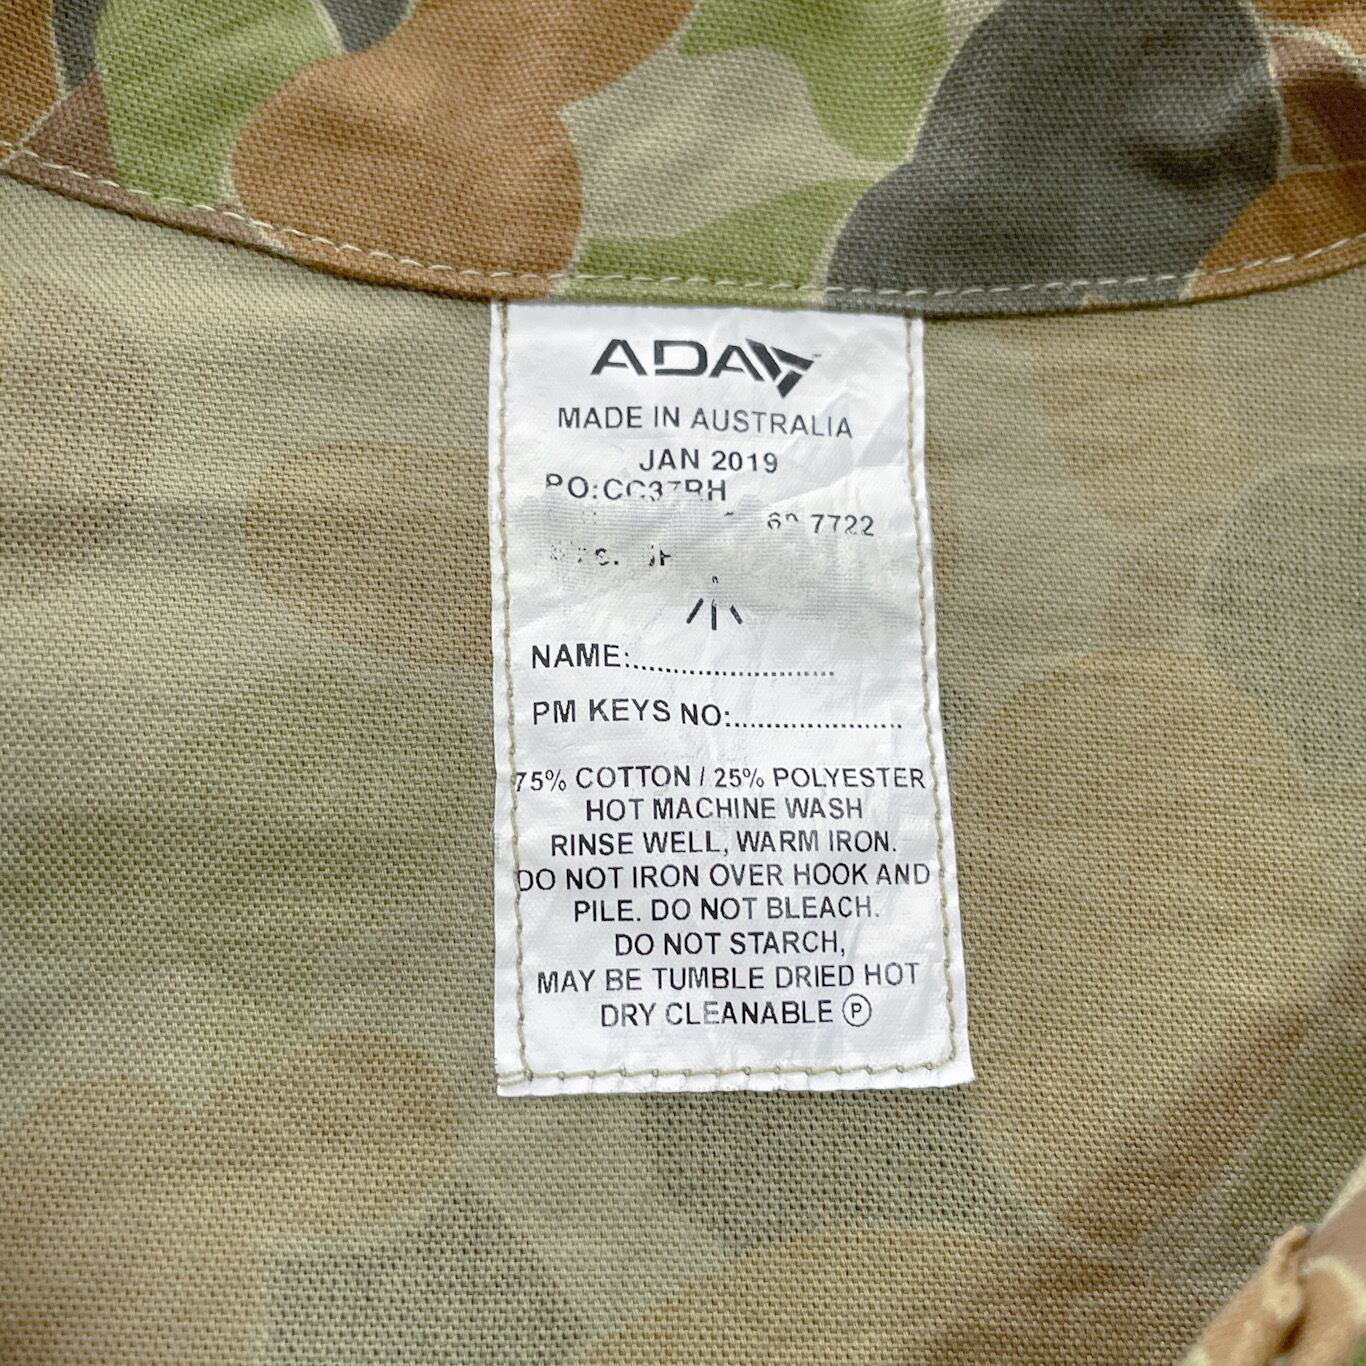 ADA
MADE IN AUSTRALIA
JAN 2019
7722
NAME:....................
PM KEYS NO:....................
75% COTTON / 25% POLYESTER
HOT MACHINE WASH
RINSE WELL, WARM IRON.
DO NOT IRON OVER HOOK AND
PILE. DO NOT BLEACH.
DO NOT STARCH,
MAY BE TUMBLE DRIED HOT
DRY CLEANABLE Ⓟ